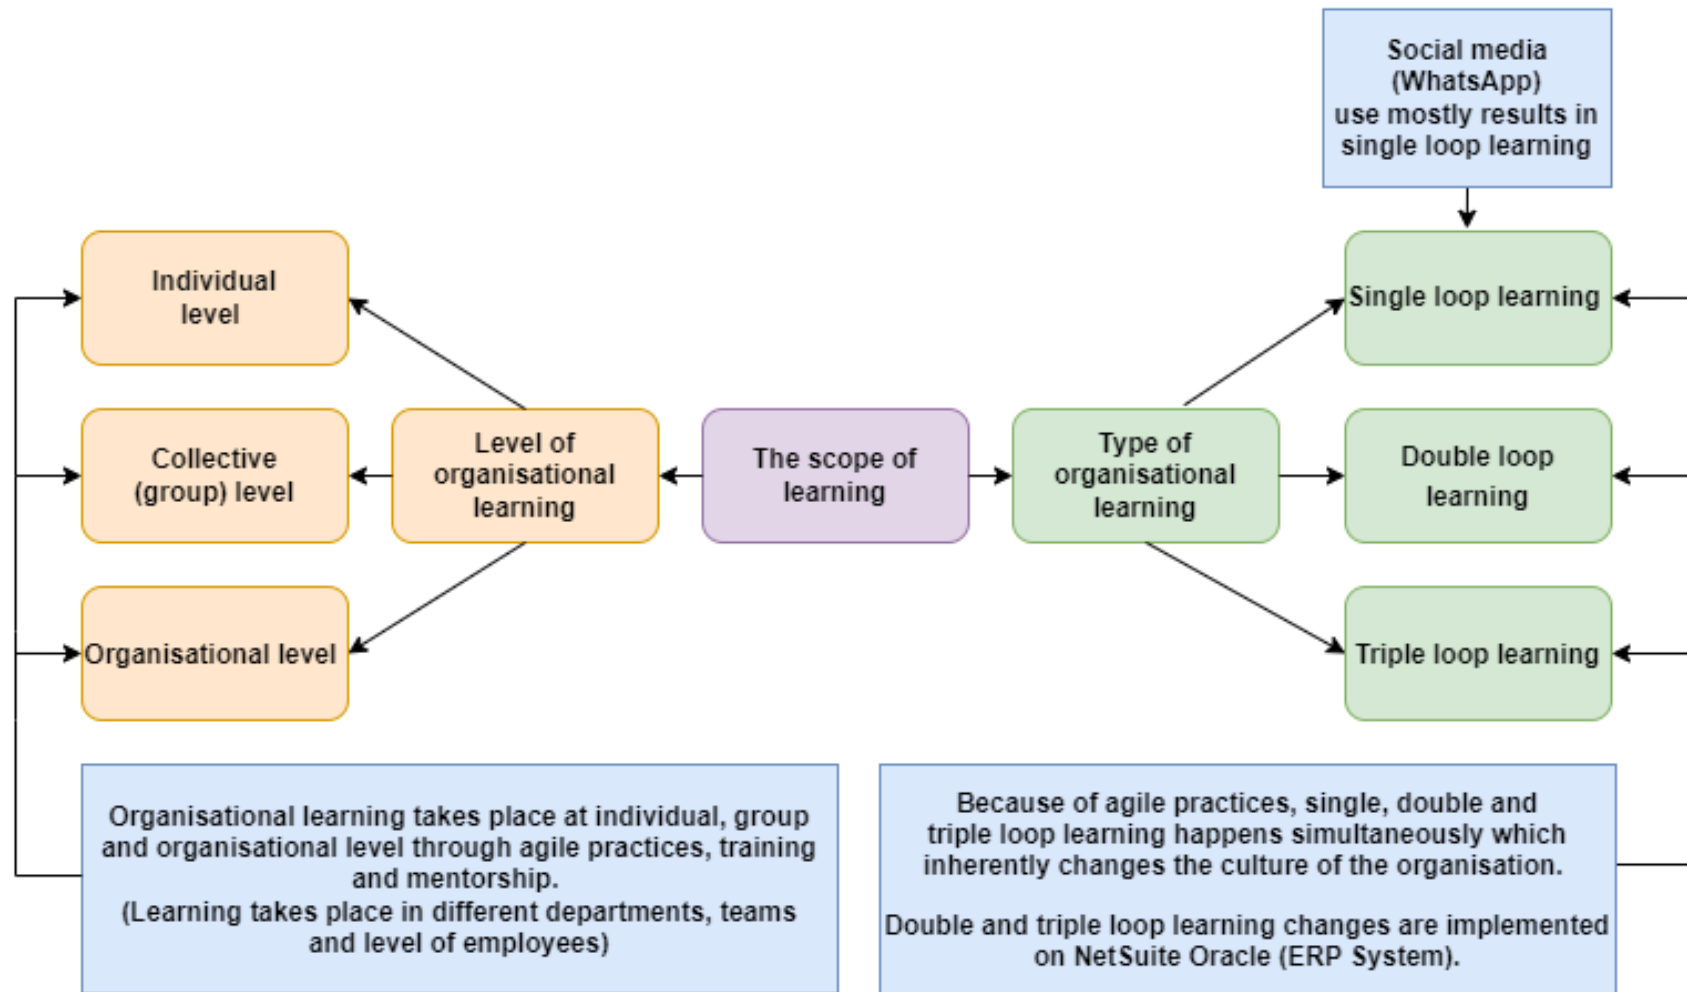 Social media
(WhatsApp)
use mostly results in
single loop learning
Individual
level
Single loop learning
Collective
(group) level
Level of
organisational
learning
The scope of
learning
Type of
organisational
learning
Double loop
learning
Organisational level
Triple loop learning
Organisational learning takes place at individual, group
and organisational level through agile practices, training
and mentorship.
(Learning takes place in different departments, teams
and level of employees)
Because of agile practices, single, double and
triple loop learning happens simultaneously which
inherently changes the culture of the organisation.
Double and triple loop learning changes are implemented
on NetSuite Oracle (ERP System).